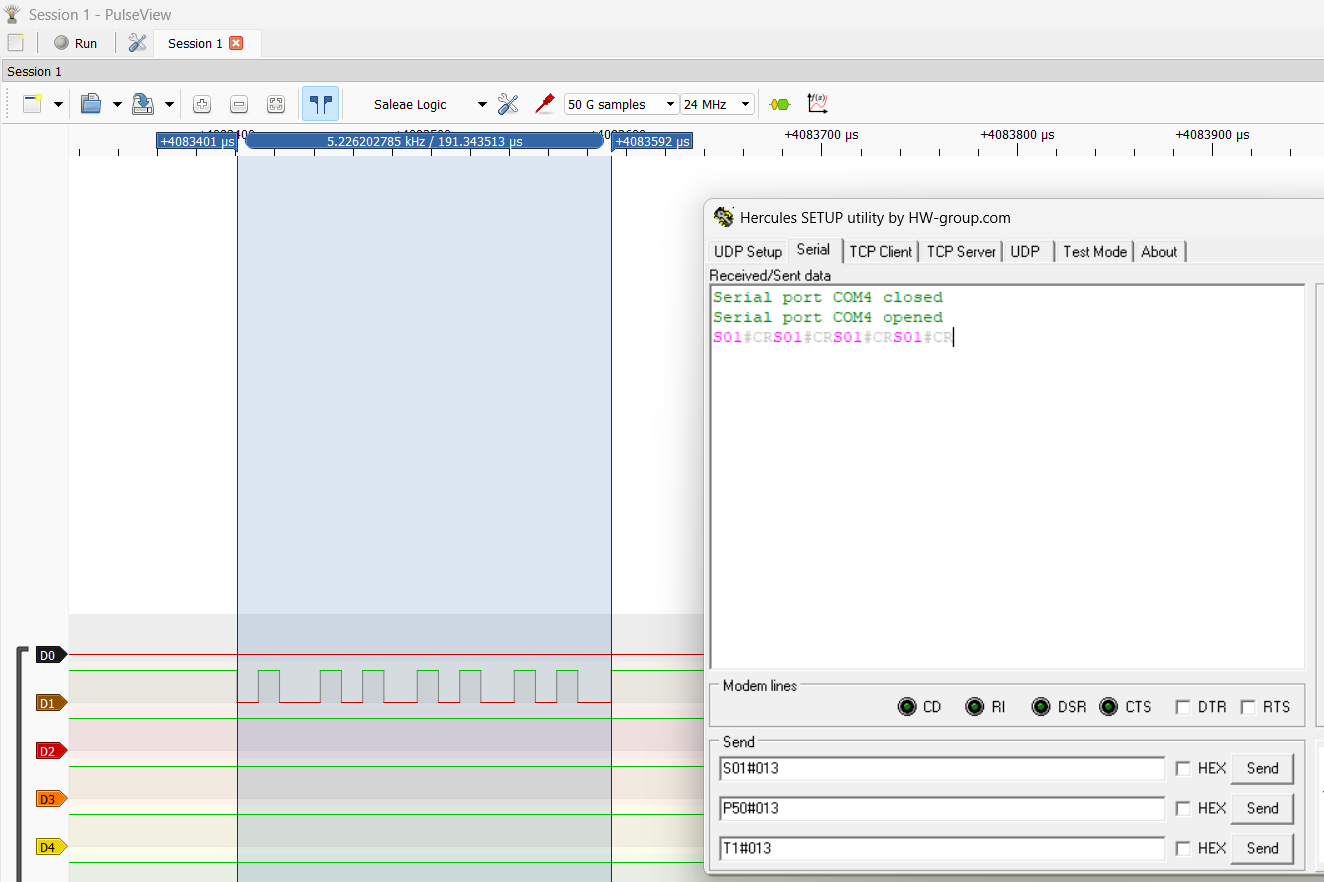 Session 1 - PulseView
Run
Session 1
Session 1
Saleae Logic
50 G samples
24 MHz
+4083700 µs
+4083800 µs
+4083900 µs
+4083401 µs
5.226202785 kHz / 191.343513 µs
+4083592 µs
Hercules SETUP utility by HW-group.com
UDP Setup
Serial
TCP Client
TCP Server
UDP
Test Mode
About
Received/Sent data
Serial port COM4 closed
Serial port COM4 opened
S01#CRS01#CRS01#CRS01#CR
D0
D1
D2
D3
D4
Modem lines
CD
RI
DSR
CTS
DTR
RTS
Send
S01#013
HEX
Send
P50#013
HEX
Send
T1#013
HEX
Send